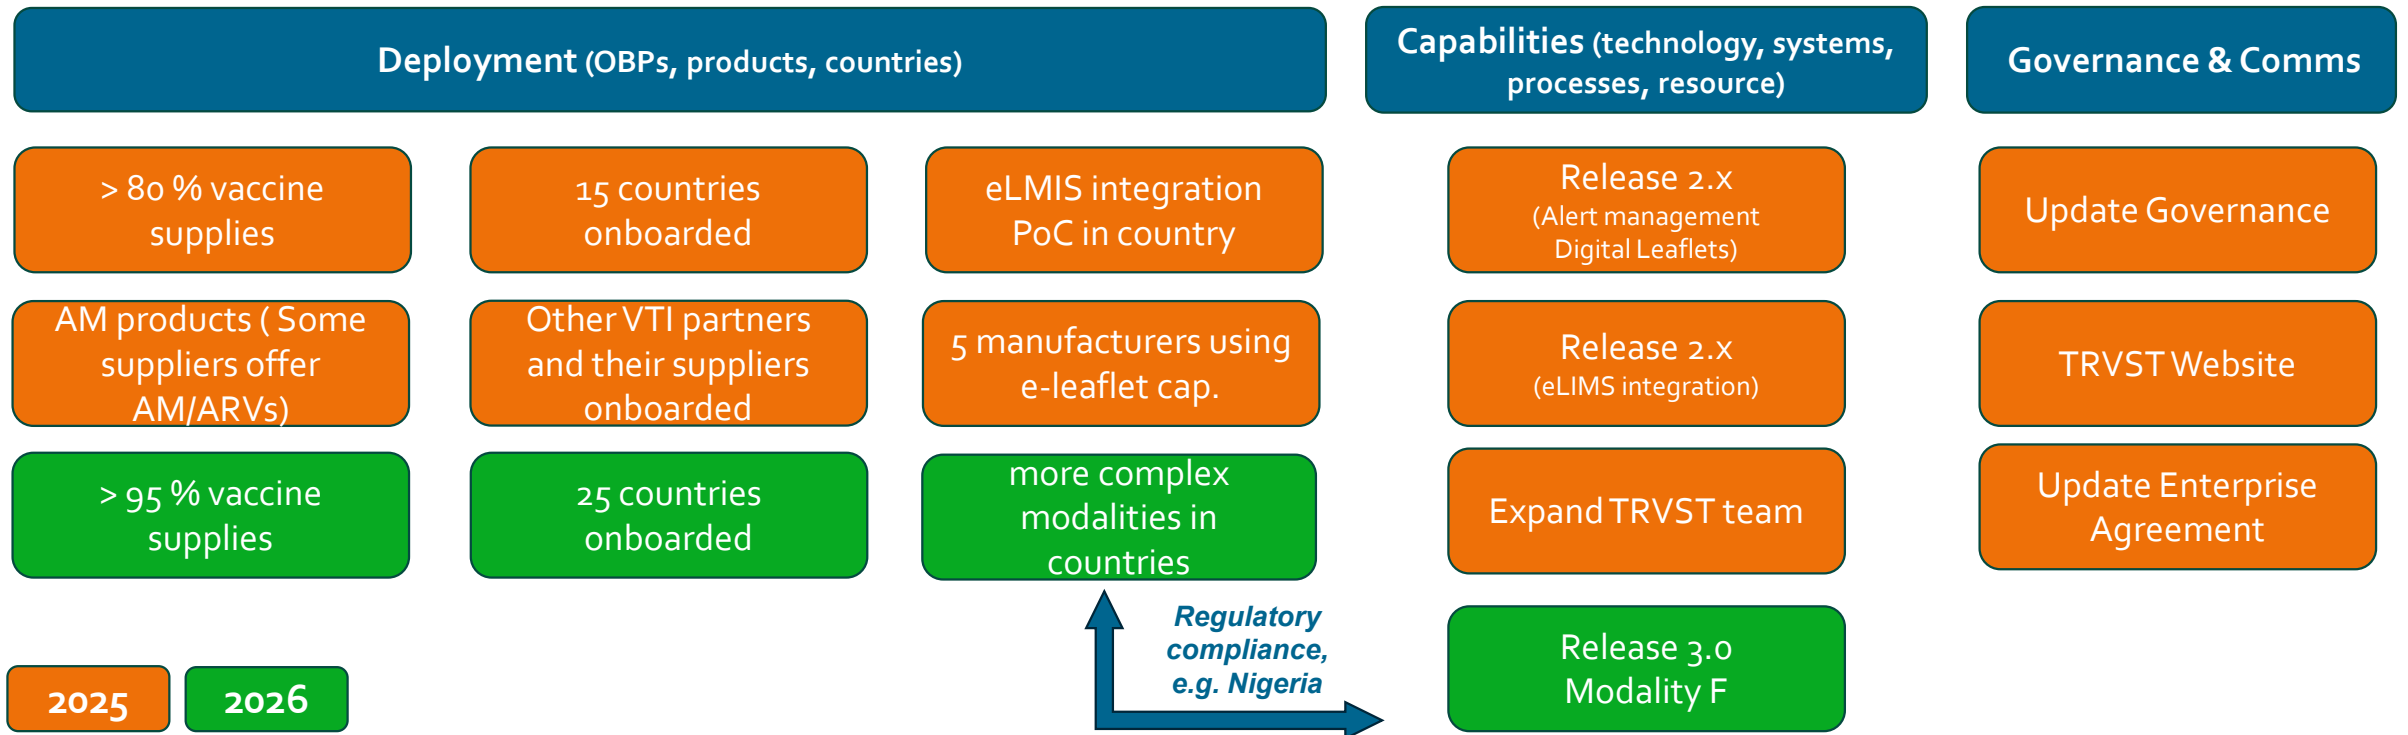 Deployment (OBPs, products, countries)
Capabilities (technology, systems,
processes, resource)
Governance & Comms
> 80 % vaccine
supplies
15 countries
onboarded
eLMIS integration
PoC in country
Release 2.x
(Alert management
Digital Leaflets)
Update Governance
AM products ( Some
suppliers offer
AM/ARVs)
Other VTI partners
and their suppliers
onboarded
5 manufacturers using
e-leaflet cap.
Release 2.x
(eLIMS integration)
TRVST Website
> 95 % vaccine
supplies
25 countries
onboarded
more complex
modalities in
countries
Expand TRVST team
Update Enterprise
Agreement
Regulatory
compliance,
e.g. Nigeria
Release 3.0
Modality F
2025
2026